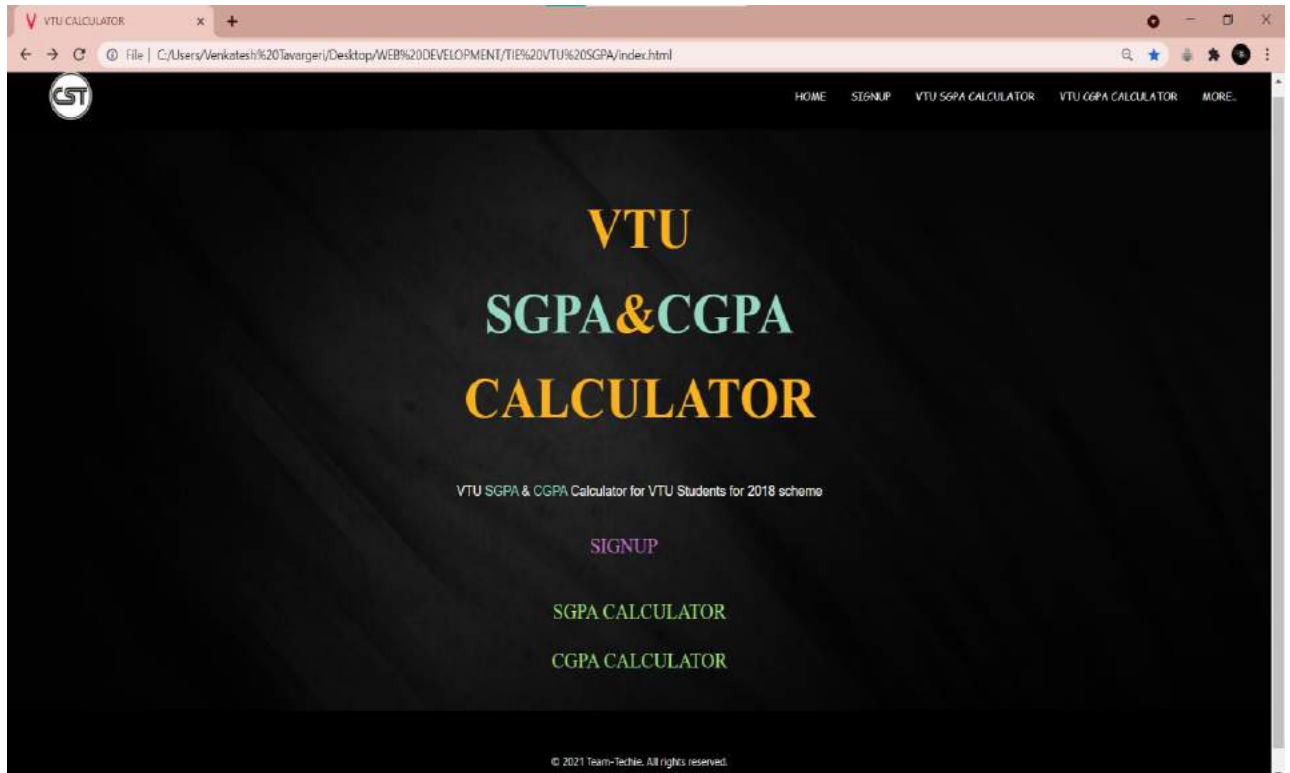 VTU CALCULATOR
File | C:/Users/Venkatesh%20Tavargeri/Desktop/WEB%20DEVELOPMENT/TIE%20VTU%20SGPA/index.html
CST
HOME SIGNUP VTU SGPA CALCULATOR VTU CGPA CALCULATOR MORE..
VTU
SGPA&CGPA
CALCULATOR
VTU SGPA & CGPA Calculator for VTU Students for 2018 scheme
SIGNUP
SGPA CALCULATOR
CGPA CALCULATOR
© 2021 Team-Techie. All rights reserved.